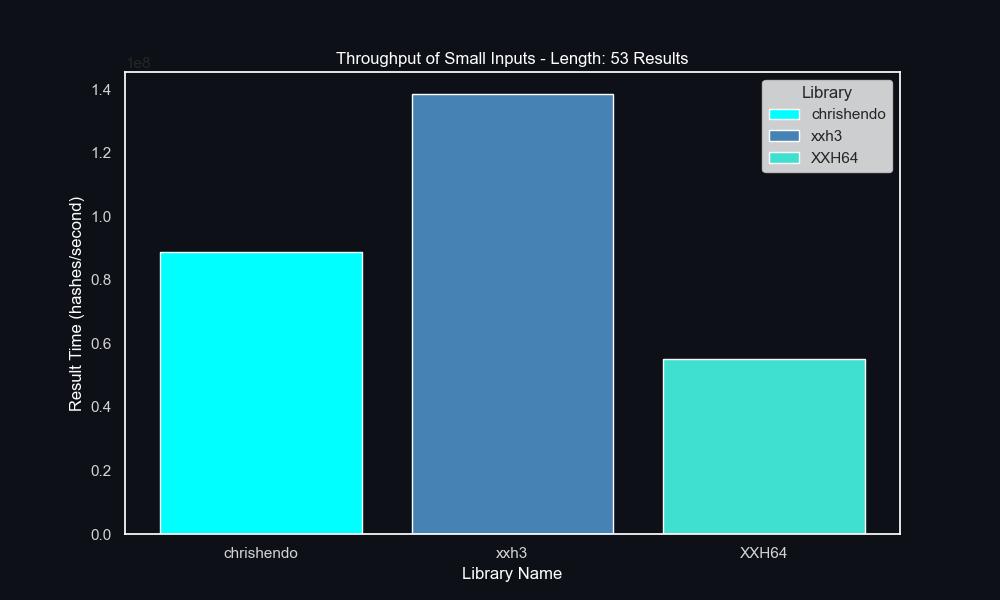 Throughput of Small Inputs - Length: 53 Results
1e8
1.4
1.2
1.0
0.8
0.6
0.4
0.2
0.0
Result Time (hashes/second)
Library
chrishendo
xxh3
XXH64
chrishendo
xxh3
XXH64
Library Name